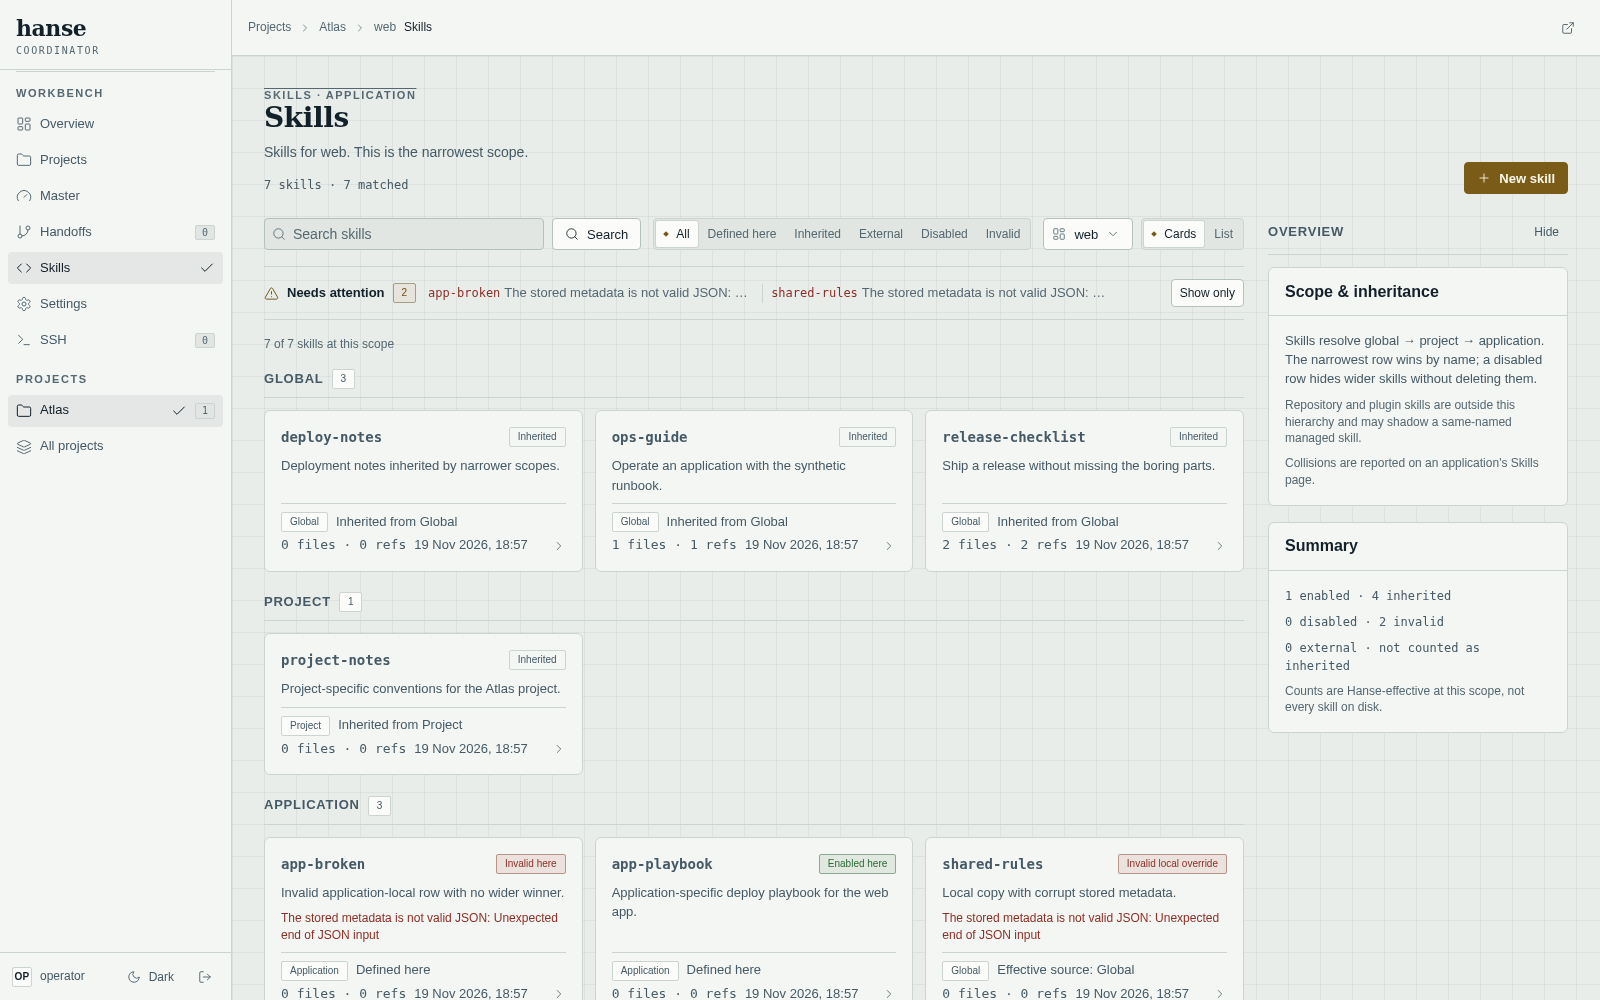 hanse
COORDINATOR
WORKBENCH
Overview
Projects
Master
Handoffs 0
Skills
Settings
SSH 0
PROJECTS
Atlas 1
All projects
OP operator Dark
Projects Atlas web Skills
SKILLS · APPLICATION
Skills
Skills for web. This is the narrowest scope.
7 skills · 7 matched
New skill
Search skills Search All Defined here Inherited External Disabled Invalid web Cards List
Needs attention 2 app-broken The stored metadata is not valid JSON: … shared-rules The stored metadata is not valid JSON: … Show only
7 of 7 skills at this scope
GLOBAL 3
deploy-notes Inherited
Deployment notes inherited by narrower scopes.
Global Inherited from Global
0 files · 0 refs 19 Nov 2026, 18:57
ops-guide Inherited
Operate an application with the synthetic
runbook.
Global Inherited from Global
1 files · 1 refs 19 Nov 2026, 18:57
release-checklist Inherited
Ship a release without missing the boring parts.
Global Inherited from Global
2 files · 2 refs 19 Nov 2026, 18:57
PROJECT 1
project-notes Inherited
Project-specific conventions for the Atlas project.
Project Inherited from Project
0 files · 0 refs 19 Nov 2026, 18:57
APPLICATION 3
app-broken Invalid here
Invalid application-local row with no wider winner.
The stored metadata is not valid JSON: Unexpected
end of JSON input
Application Defined here
0 files · 0 refs 19 Nov 2026, 18:57
app-playbook Enabled here
Application-specific deploy playbook for the web
app.
Application Defined here
0 files · 0 refs 19 Nov 2026, 18:57
shared-rules Invalid local override
Local copy with corrupt stored metadata.
The stored metadata is not valid JSON: Unexpected
end of JSON input
Global Effective source: Global
0 files · 0 refs 19 Nov 2026, 18:57
OVERVIEW Hide
Scope & inheritance
Skills resolve global → project → application.
The narrowest row wins by name; a disabled
row hides wider skills without deleting them.
Repository and plugin skills are outside this
hierarchy and may shadow a same-named
managed skill.
Collisions are reported on an application's Skills
page.
Summary
1 enabled · 4 inherited
0 disabled · 2 invalid
0 external · not counted as
inherited
Counts are Hanse-effective at this scope, not
every skill on disk.